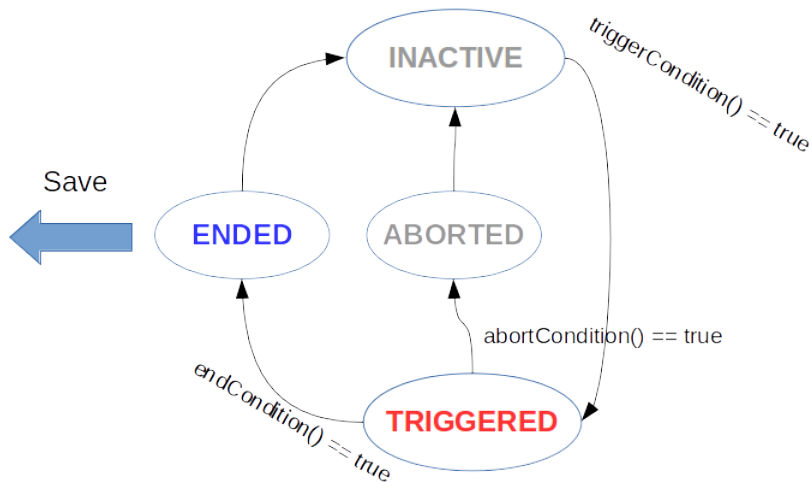 INACTIVE
triggerCondition() == true
Save
ENDED
ABORTED
abortCondition() == true
endCondition() == true
TRIGGERED